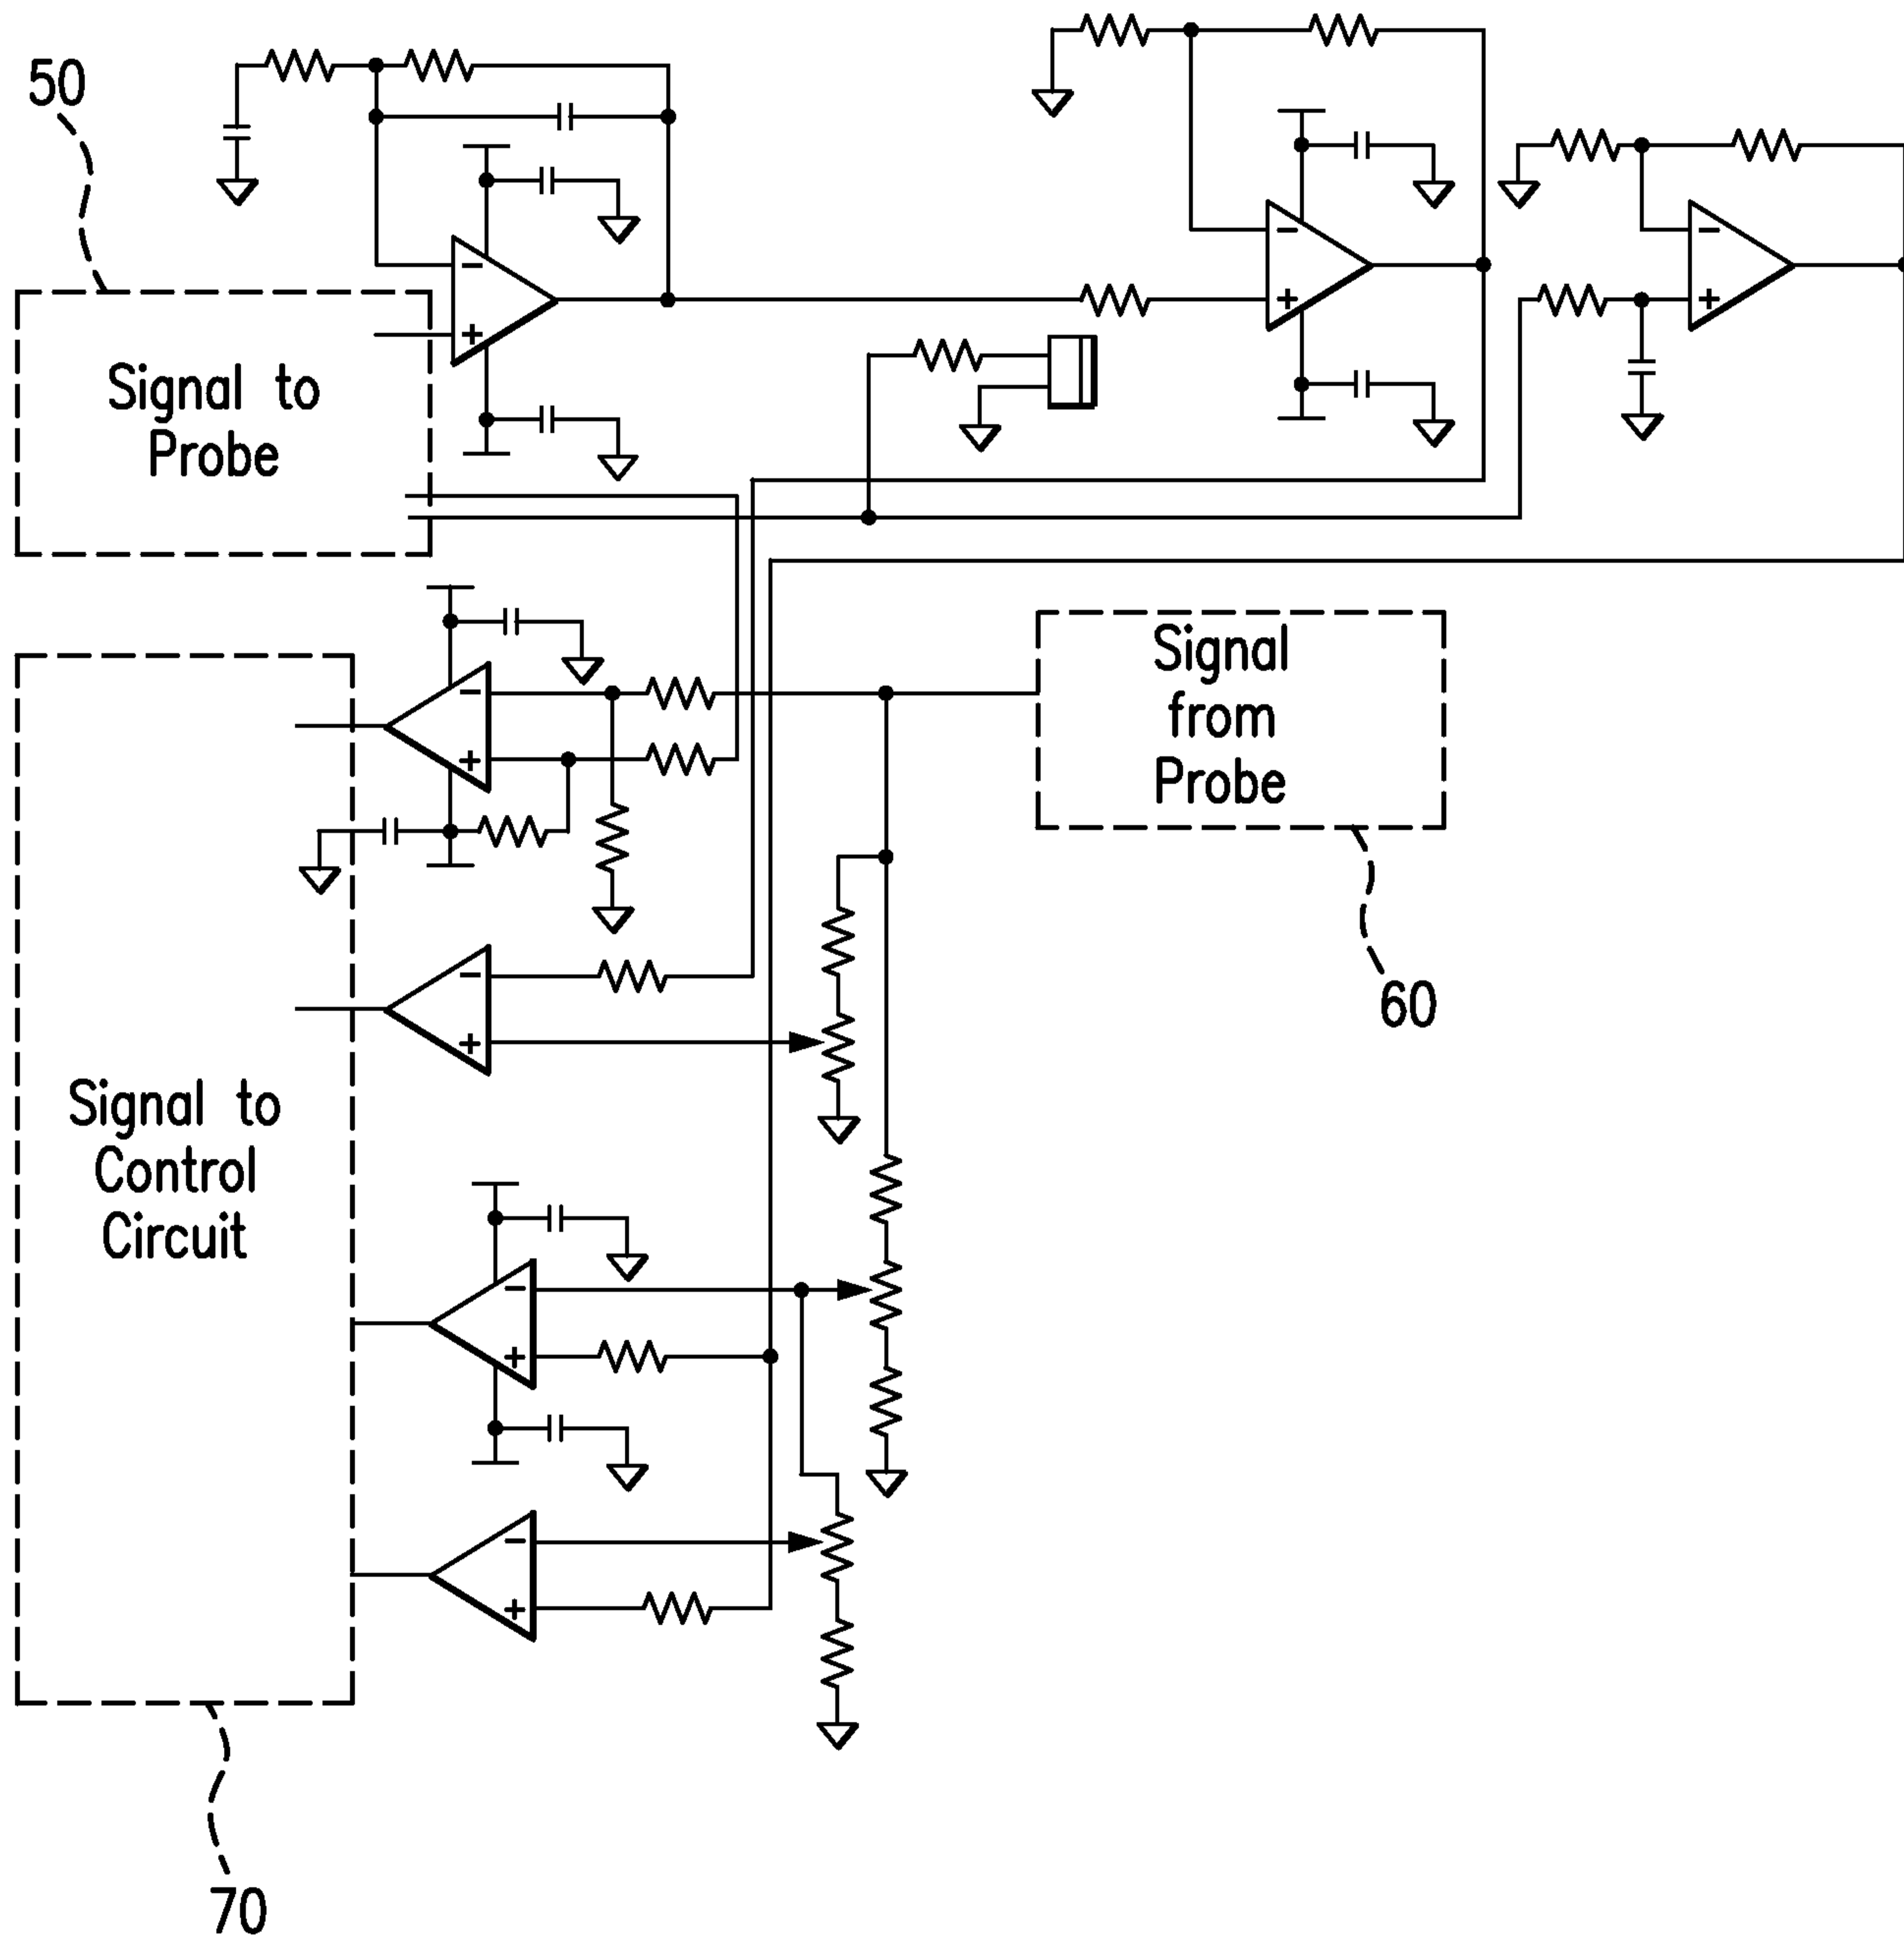 50
Signal to
Probe
Signal
from
Probe
60
Signal to
Control
Circuit
70